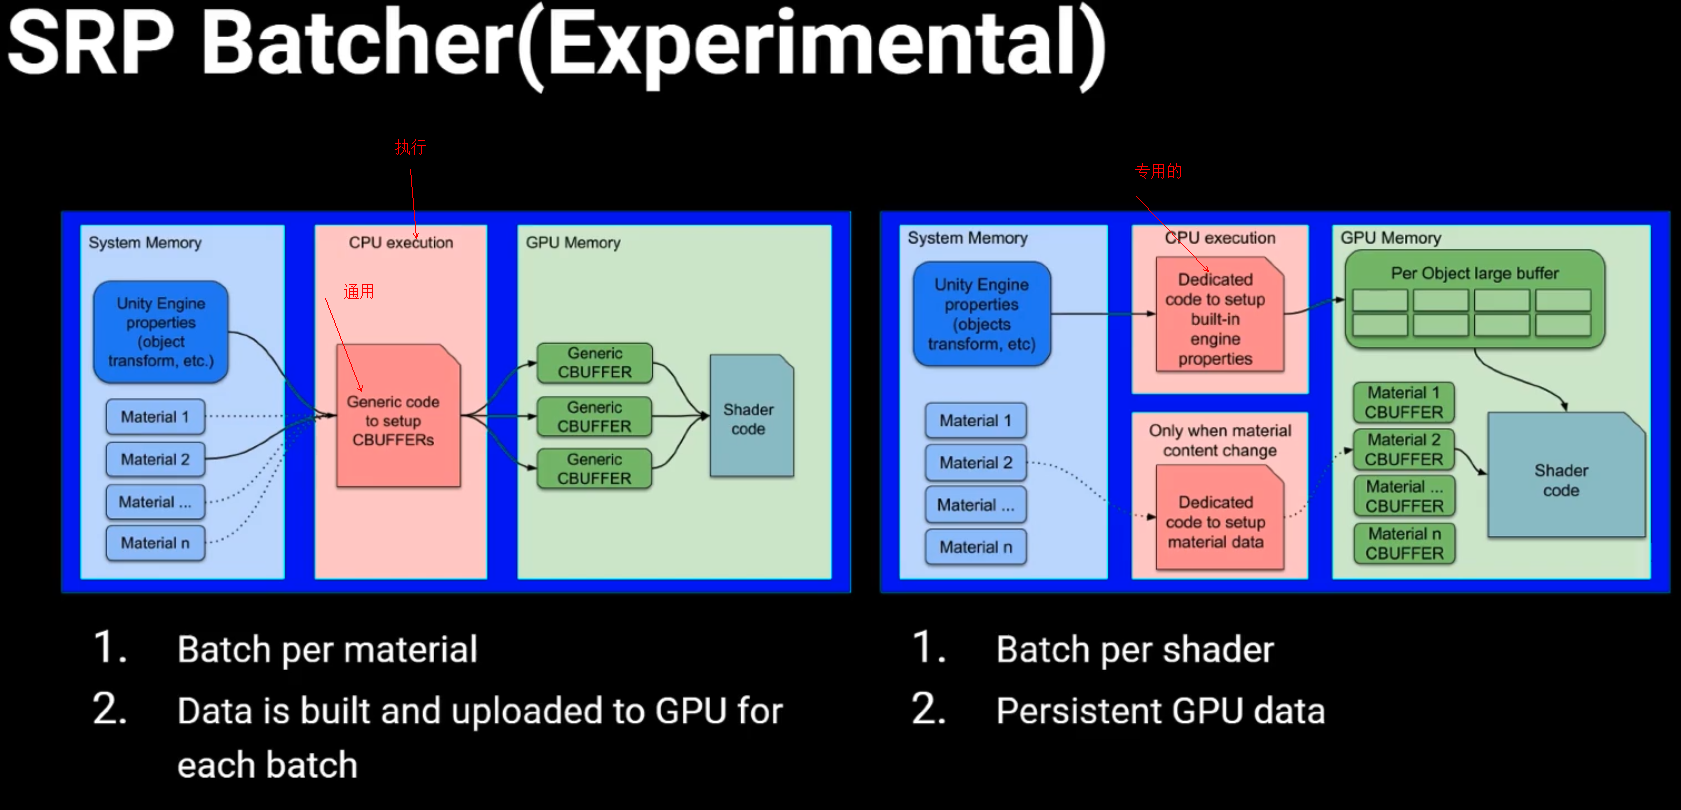 SRP Batcher(Experimental)
执行
专用的
System Memory
CPU execution
GPU Memory
通用
Unity Engine
properties
(object
transform, etc.)
Material 1
Material 2
Material ...
Material n
Generic code
to setup
CBUFFERs
Generic
CBUFFER
Generic
CBUFFER
Generic
CBUFFER
Shader
code
System Memory
CPU execution
GPU Memory
Unity Engine
properties
(objects
transform, etc)
Material 1
Material 2
Material ...
Material n
Dedicated
code to setup
built-in
engine
properties
Only when material
content change
Dedicated
code to setup
material data
Per Object large buffer
Material 1
CBUFFER
Material 2
CBUFFER
Material ...
CBUFFER
Material n
CBUFFER
Shader
code
1. Batch per material
2. Data is built and uploaded to GPU for
each batch
1. Batch per shader
2. Persistent GPU data